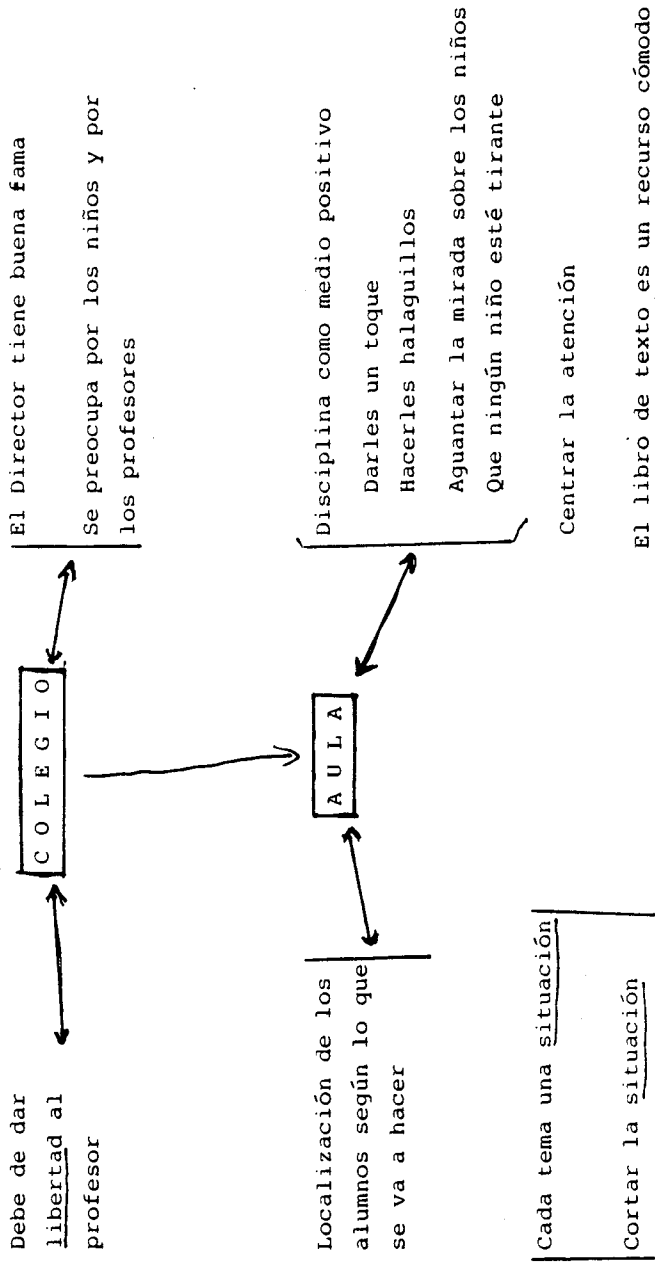 Debe de dar
libertad al
profesor
COLEGIO
El Director tiene buena fama
Se preocupa por los niños y por
los profesores
Localización de los
alumnos según lo que
se va a hacer
AULA
Disciplina como medio positivo
Darles un toque
Hacerles halaguillos
Aguantar la mirada sobre los niños
Que ningún niño esté tirante
Centrar la atención
Cada tema una situación
Cortar la situación
El libro de texto es un recurso cómodo